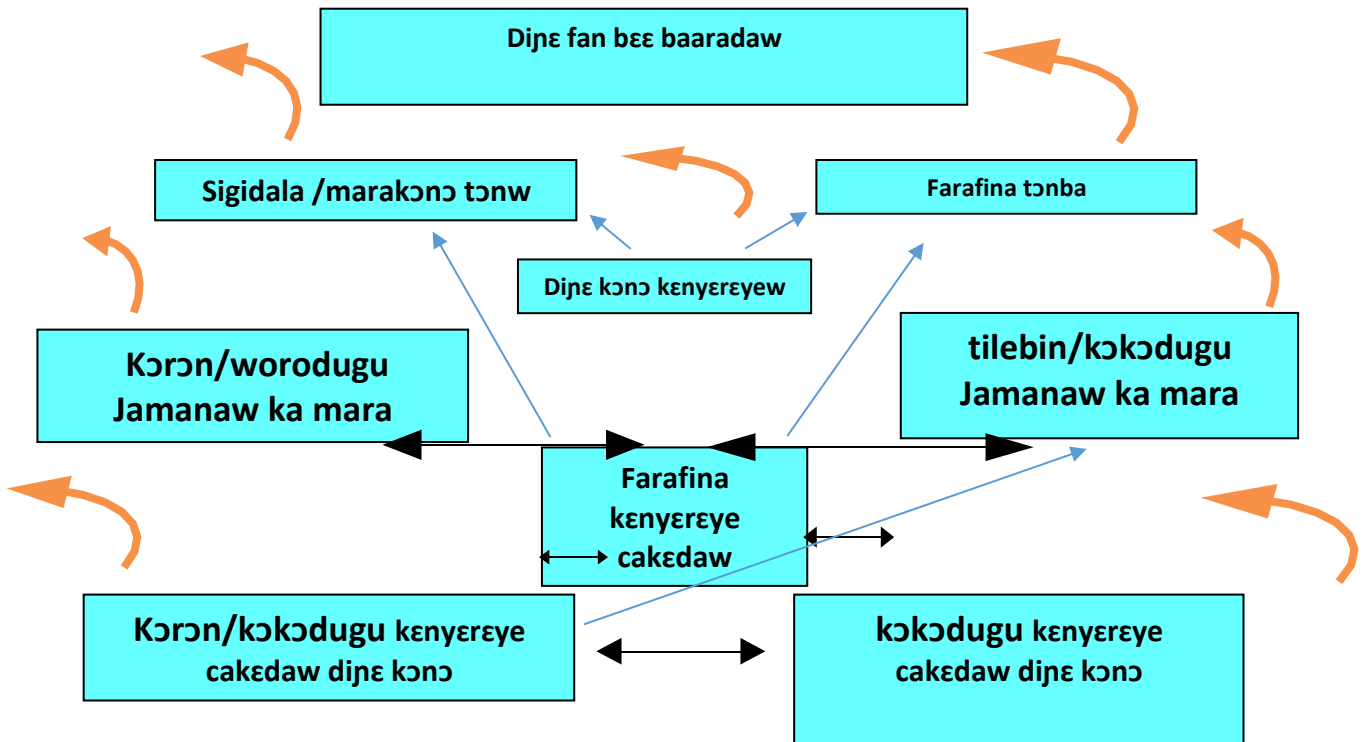 Diɲɛ fan bɛɛ baaradaw
Sigidala /marakɔnɔ tɔnw
Farafina tɔnba
Diɲɛ kɔnɔ kɛnyɛrɛyew
Kɔrɔn/worodugu
Jamanaw ka mara
tilebin/kɔkɔdugu
Jamanaw ka mara
Farafina
kɛnyɛrɛye
cakɛdaw
Kɔrɔn/kɔkɔdugu kɛnyɛrɛye
cakɛdaw diɲɛ kɔnɔ
kɔkɔdugu kɛnyɛrɛye
cakɛdaw diɲɛ kɔnɔ